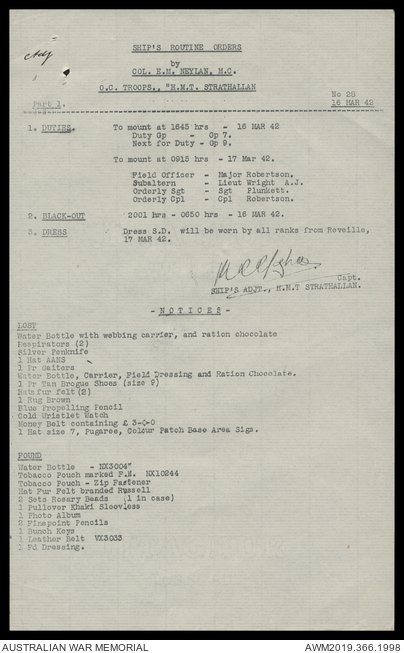 Adj
SHIP'S ROUTINE ORDERS
by
COL. E.M. NEYLAN, M.C.
O.C. TROOPS., "H.M.T. STRATHALLAN
No 20
Part 1. 16 MAR 42
1. DUTIES. To mount at 1645 hrs - 16 MAR 42
Duty Gp - Gp 7.
Next for Duty - Gp 9.
To mount at 0915 hrs - 17 Mar 42.
Field Officer - Major Robertson.
Subaltern - Lieut Wright A.J.
Orderly Sgt - Sgt Plunkett.
Orderly Cpl - Cpl Robertson.
2. BLACK-OUT 2001 hrs - 0650 hrs - 16 MAR 42.
3. DRESS Dress S.D. will be worn by all ranks from Reveille,
17 MAR 42.
Capt.
SHIP'S ADJT., H.M.T STRATHALLAN.
- N O T I C E S -
LOST
Water Bottle with webbing carrier, and ration chocolate
Respirators (2)
Silver Penknife
1 Hat AANS
1 Pr Gaiters
Water Bottle, Carrier, Field Dressing and Ration Chocolate.
1 Pr Tan Brogue Shoes (size 9)
Hats fur felt (2)
1 Rug Brown
Blue Propelling Pencil
Gold Wristlet Watch
Money Belt containing £ 3-0-0
1 Hat size 7, Pugaree, Colour Patch Base Area Sigs.
FOUND
Water Bottle - NX3004
Tobacco Pouch marked F.N. NX10244
Tobacco Pouch - Zip Fastener
Hat Fur Felt branded Russell
2 Sets Rosary Beads (1 in case)
1 Pullover Khaki Sleevless
1 Photo Album
2 Finepoint Pencils
1 Bunch Keys
1 Leather Belt VX3033
1 Fd Dressing.
AUSTRALIAN WAR MEMORIAL AWM2019.366.1998